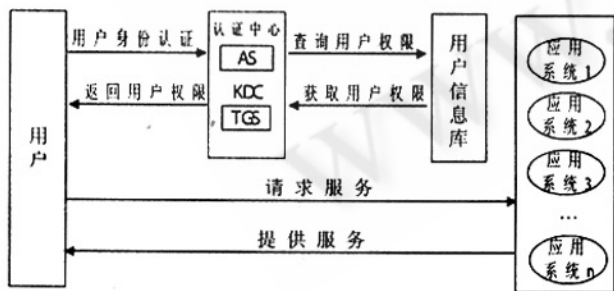 用户身份认证
返回用户权限
认证中心
AS
KDC
TGS
查询用户权限
获取用户权限
用户信息库
用户
请求服务
提供服务
应用
系统1
应用
系统2
应用
系统3
...
应用
系统n